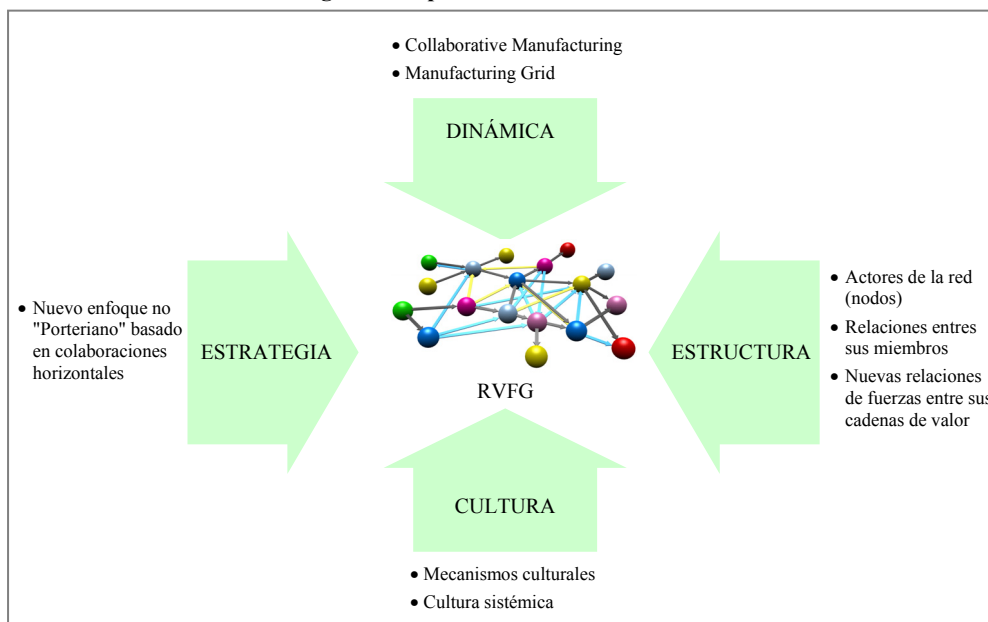 • Collaborative Manufacturing
• Manufacturing Grid
DINÁMICA
• Nuevo enfoque no
"Porteriano" basado
en colaboraciones
horizontales
ESTRATEGIA
RVFG
ESTRUCTURA
• Actores de la red
(nodos)
• Relaciones entres
sus miembros
• Nuevas relaciones
de fuerzas entre sus
cadenas de valor
CULTURA
• Mecanismos culturales
• Cultura sistémica